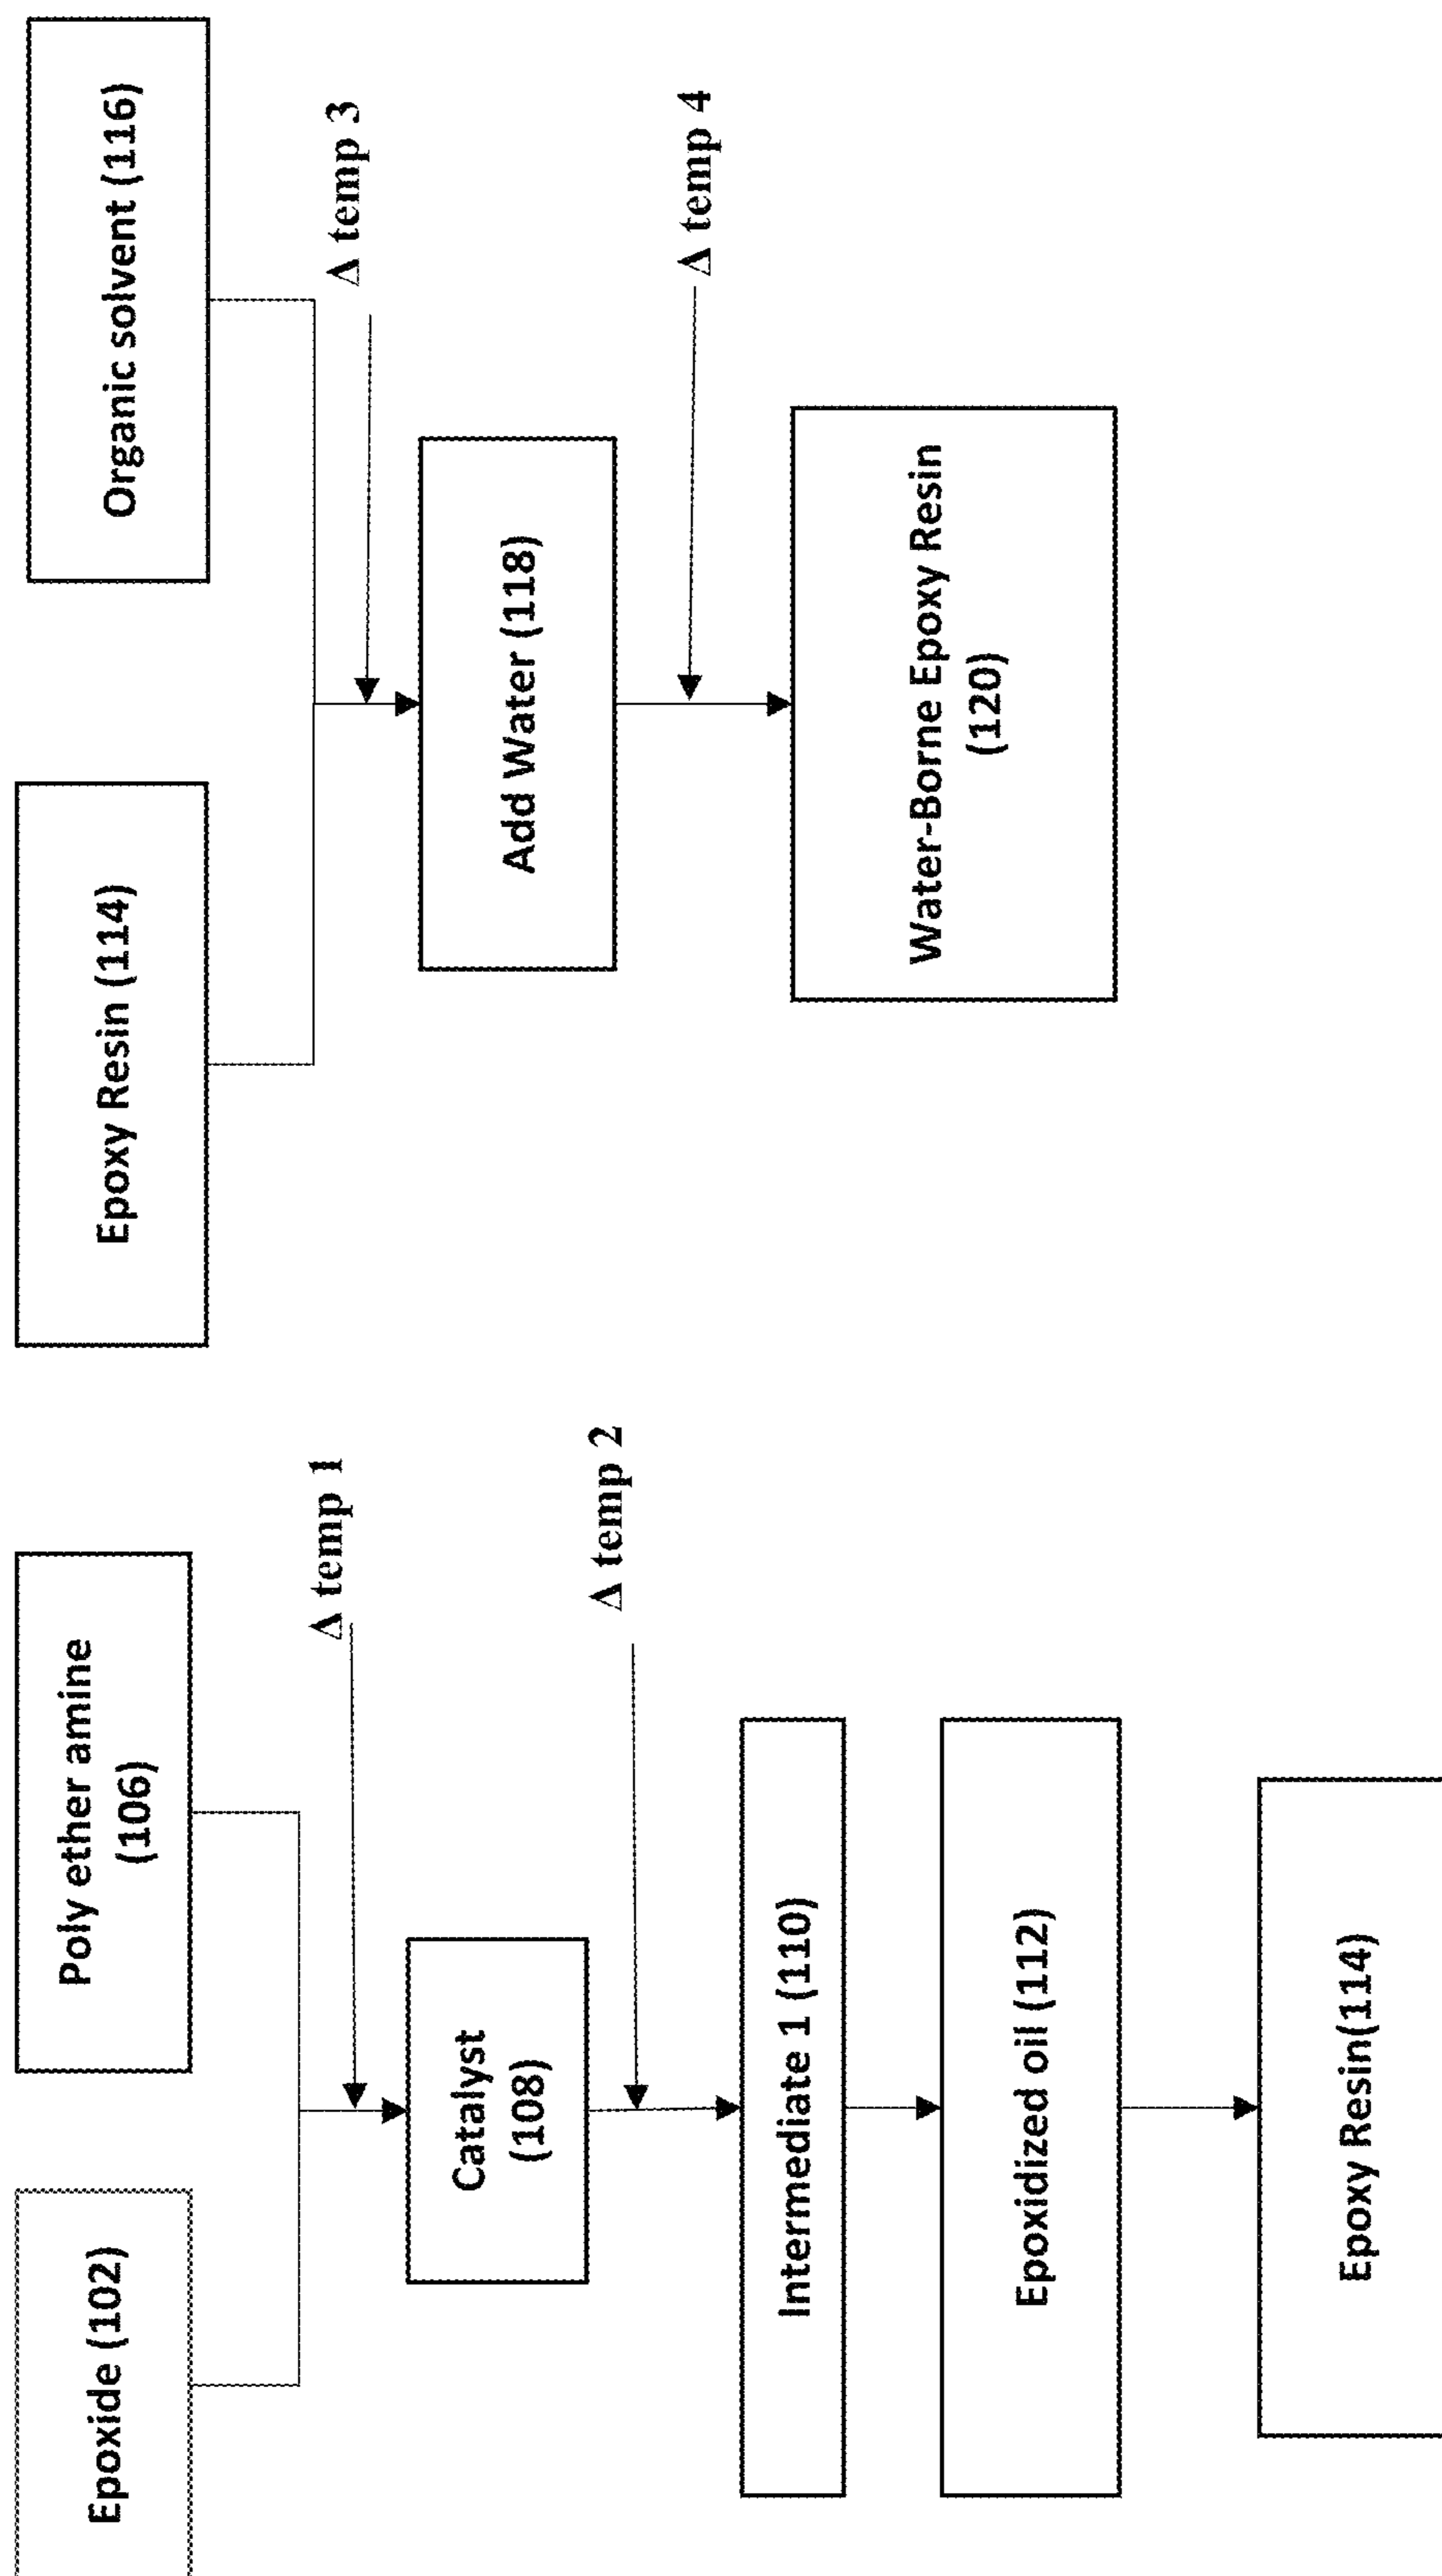 Epoxide (102)
Poly ether amine
(106)
Δ temp 1
Catalyst
(108)
Δ temp 2
Intermediate 1 (110)
Epoxidized oil (112)
Epoxy Resin(114)
Epoxy Resin (114)
Organic solvent (116)
Δ temp 3
Add Water (118)
Δ temp 4
Water-Borne Epoxy Resin
(120)